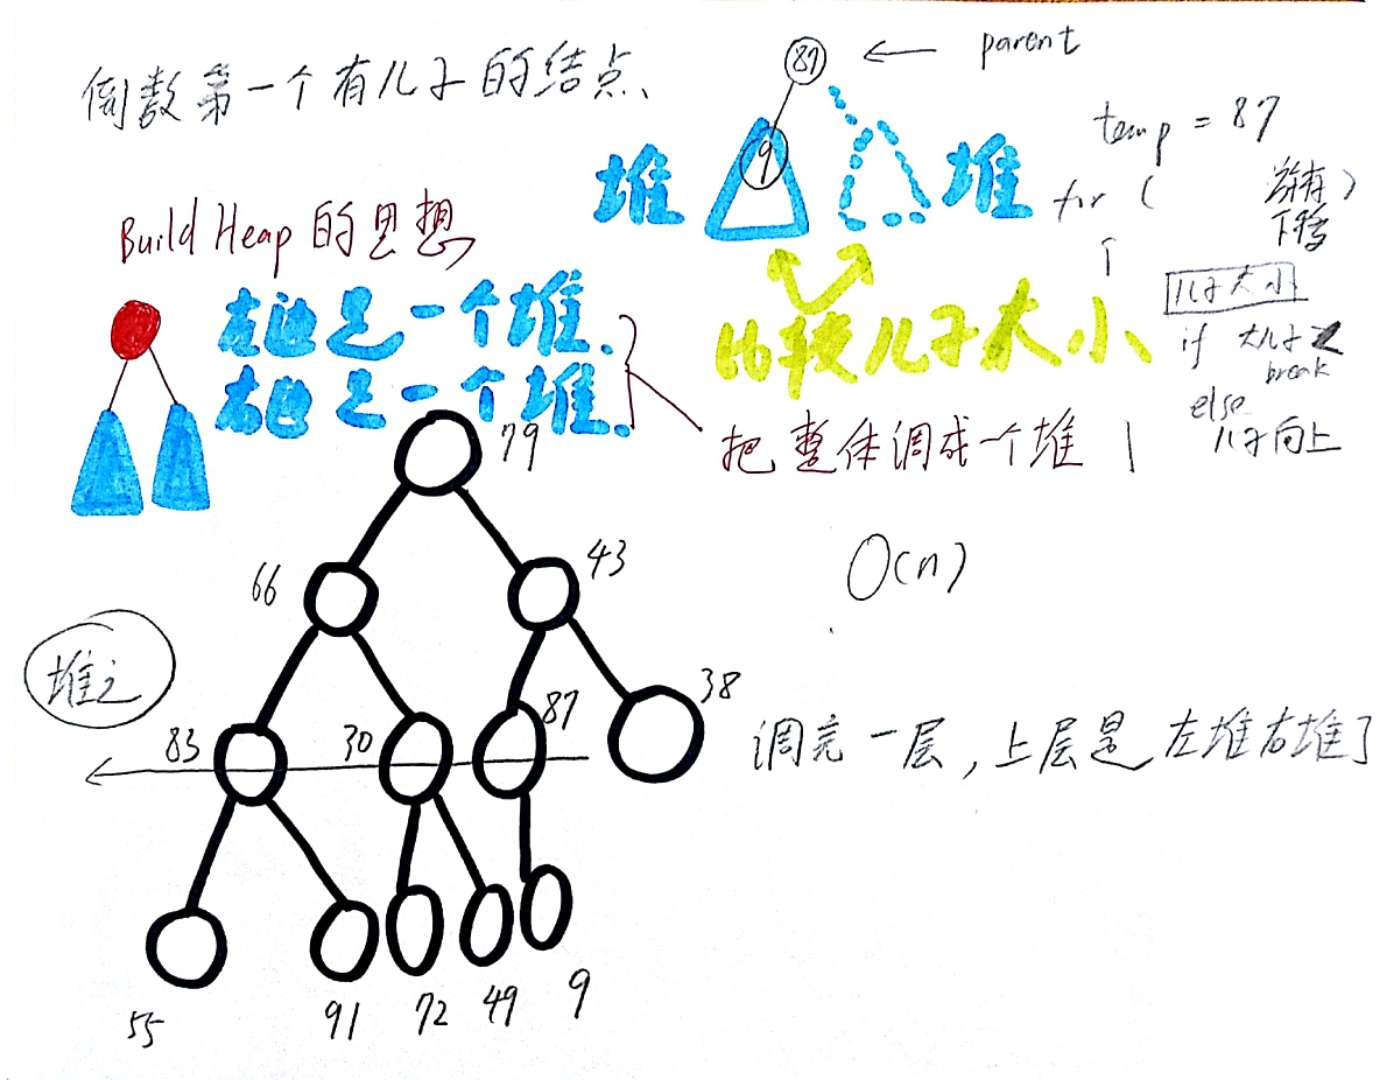 倒数第一个有儿子的结点、
87 ← parent
temp = 87
堆 9 堆
for ( 下移 )
Build Heap 的思想
左边是一个堆.
右边是一个堆.
比较儿子大小
儿子大小
if 大儿子
break
else
儿子向上
把整体调成一个堆
79
O(n)
66 43
堆之
83 30 87 38
调完一层，上层是左堆右堆了
55 91 72 49 9